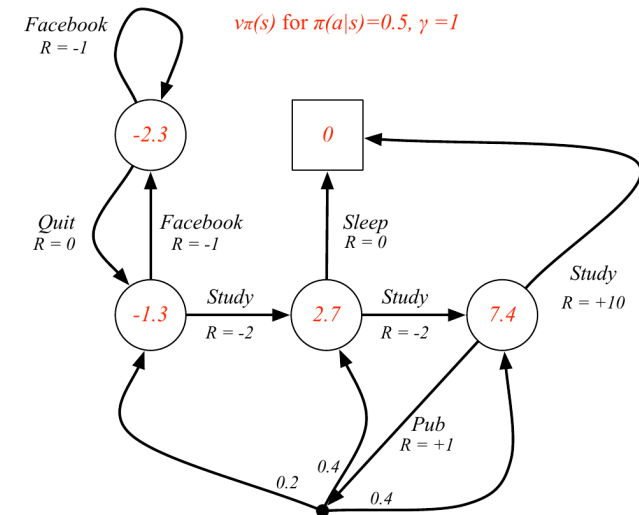 Facebook
R = -1
vπ(s) for π(a|s)=0.5, γ =1
-2.3
0
Quit
R = 0
Facebook
R = -1
Sleep
R = 0
Study
R = +10
-1.3
Study
R = -2
2.7
Study
R = -2
7.4
Pub
R = +1
0.2
0.4
0.4